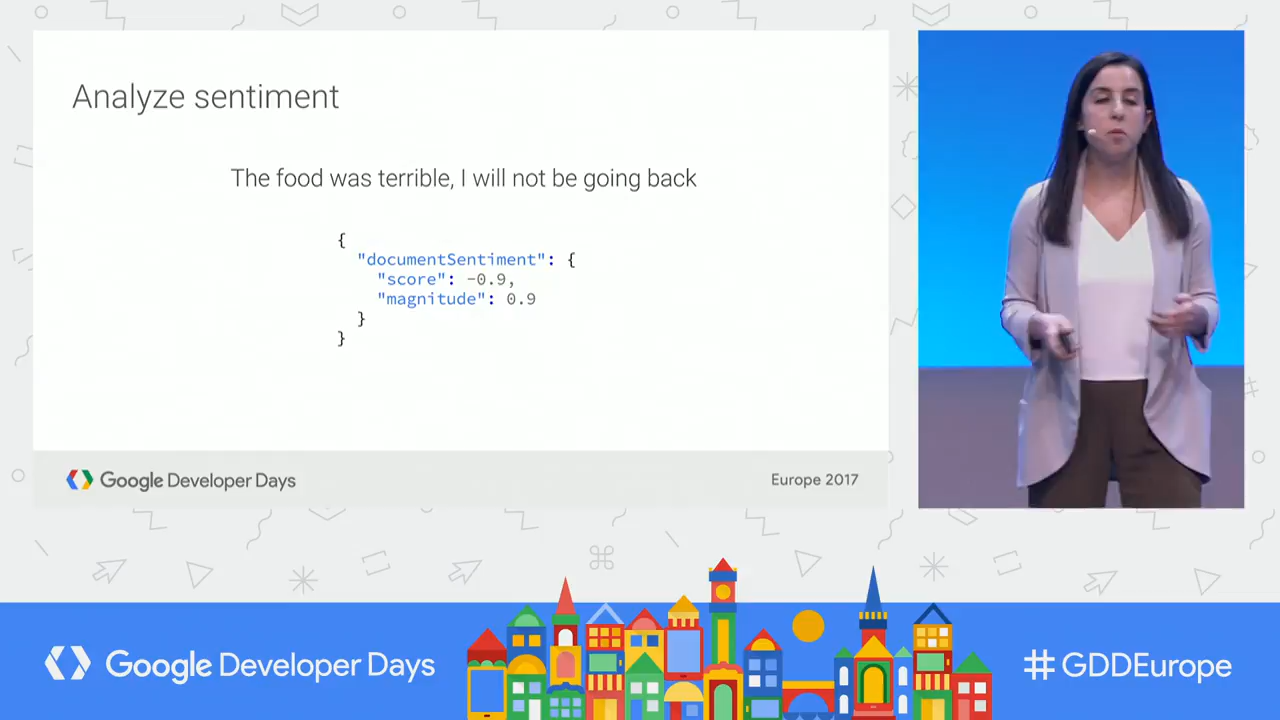 Analyze sentiment
The food was terrible, I will not be going back
{
"documentSentiment": {
"score": -0.9,
"magnitude": 0.9
}
}
Google Developer Days
Europe 2017
Google Developer Days
#GDDEurope